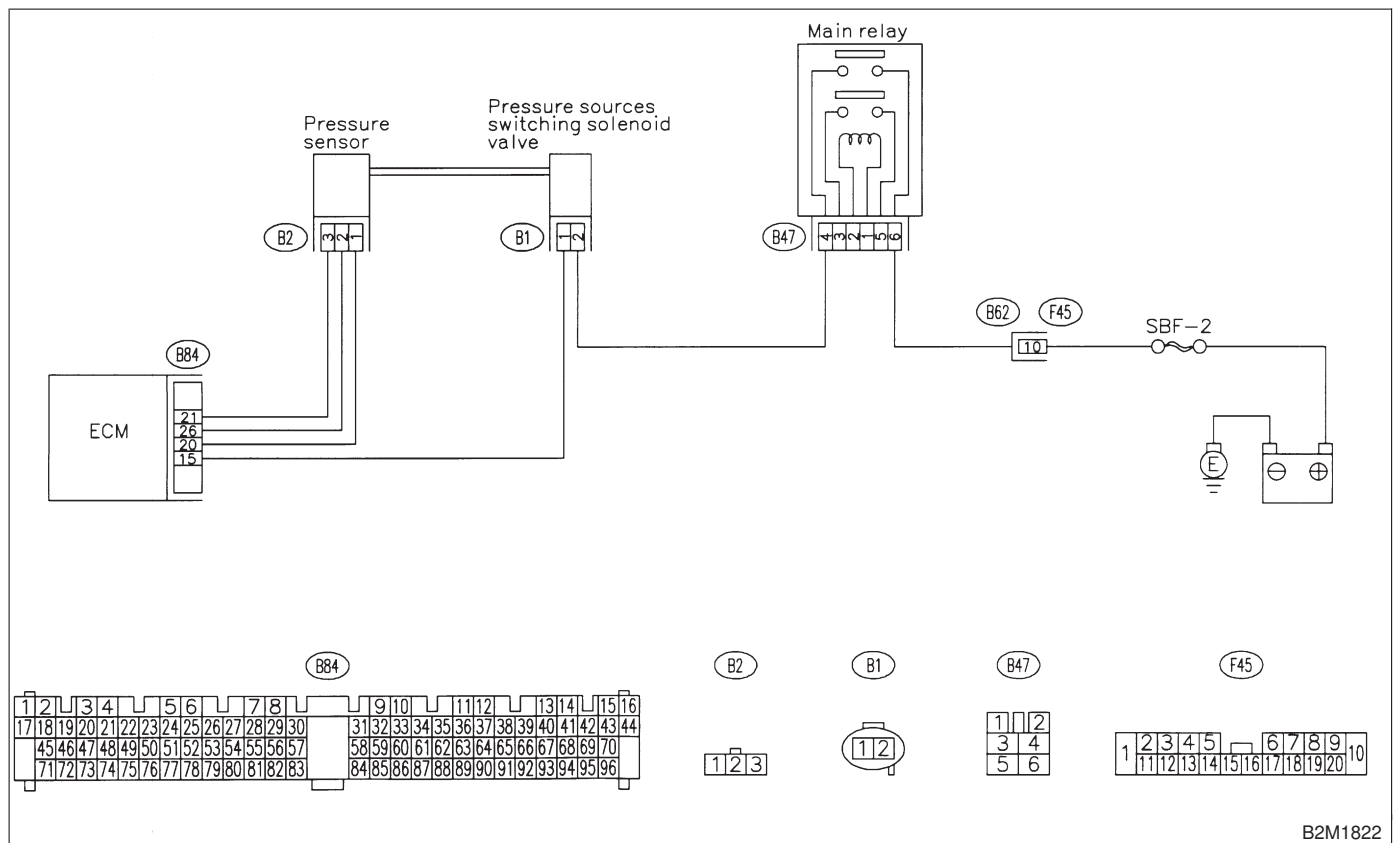 Main relay
Pressure sources
switching solenoid
valve
Pressure
sensor
B2
3 2 1
B1
1 2
B47
4 3 2 1 5 6
B62 F45
10
SBF-2
B84
ECM
21
26
20
15
E
B84
1 2 3 4 5 6 7 8 9 10 11 12 13 14 15 16
17 18 19 20 21 22 23 24 25 26 27 28 29 30 31 32 33 34 35 36 37 38 39 40 41 42 43 44
45 46 47 48 49 50 51 52 53 54 55 56 57 58 59 60 61 62 63 64 65 66 67 68 69 70
71 72 73 74 75 76 77 78 79 80 81 82 83 84 85 86 87 88 89 90 91 92 93 94 95 96
B2
1 2 3
B1
1 2
B47
1 2
3 4
5 6
F45
1 2 3 4 5 6 7 8 9 10
11 12 13 14 15 16 17 18 19 20
B2M1822